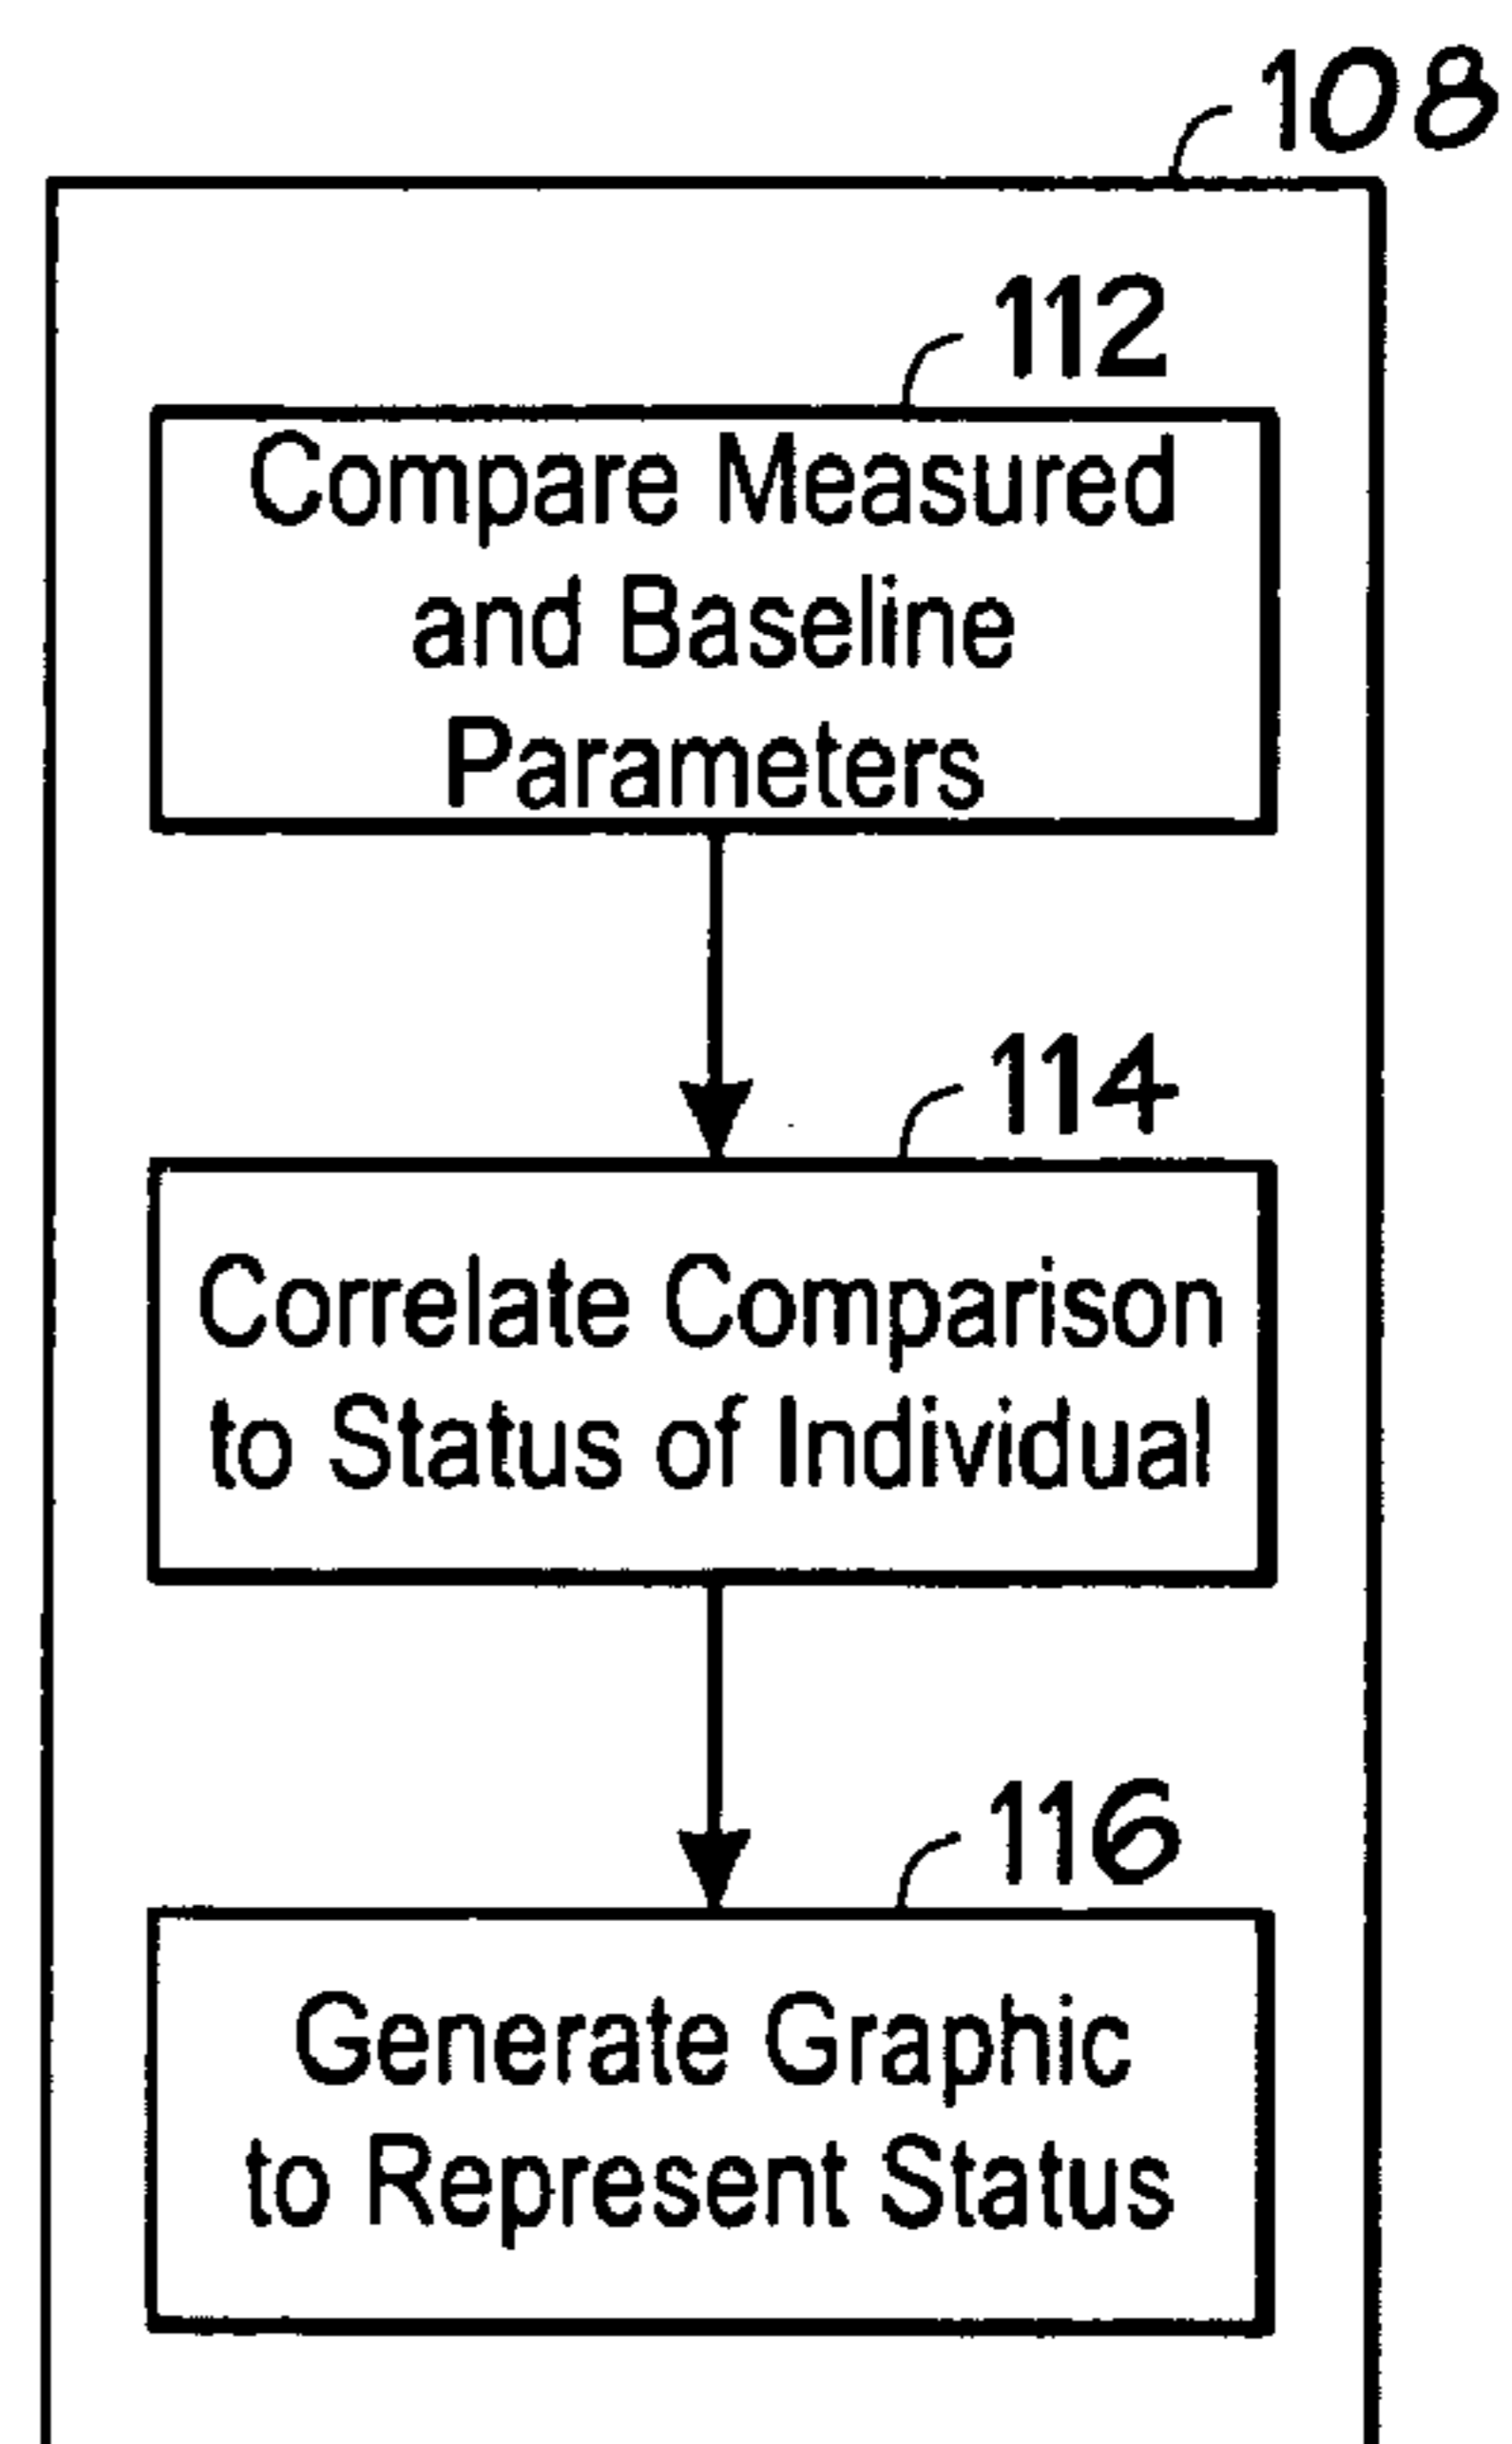 108
112
Compare Measured
and Baseline
Parameters
114
Correlate Comparison
to Status of Individual
116
Generate Graphic
to Represent Status